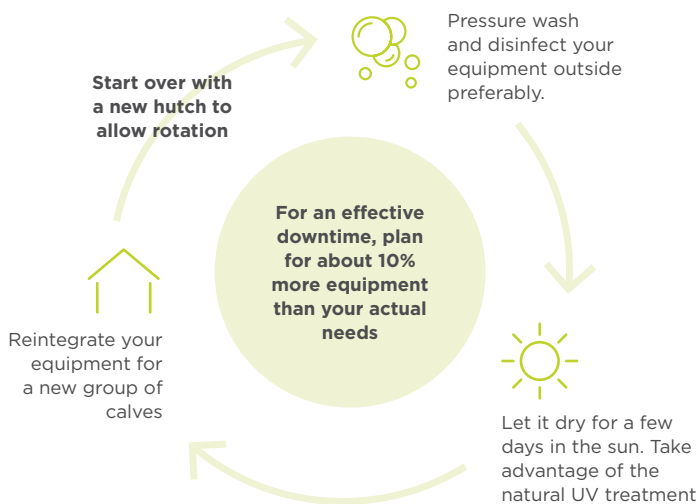 Pressure wash
and disinfect your
equipment outside
preferably.
Start over with
a new hutch to
allow rotation
For an effective
downtime, plan
for about 10%
more equipment
than your actual
needs
Reintegrate your
equipment for
a new group of
calves
Let it dry for a few
days in the sun. Take
advantage of the
natural UV treatment